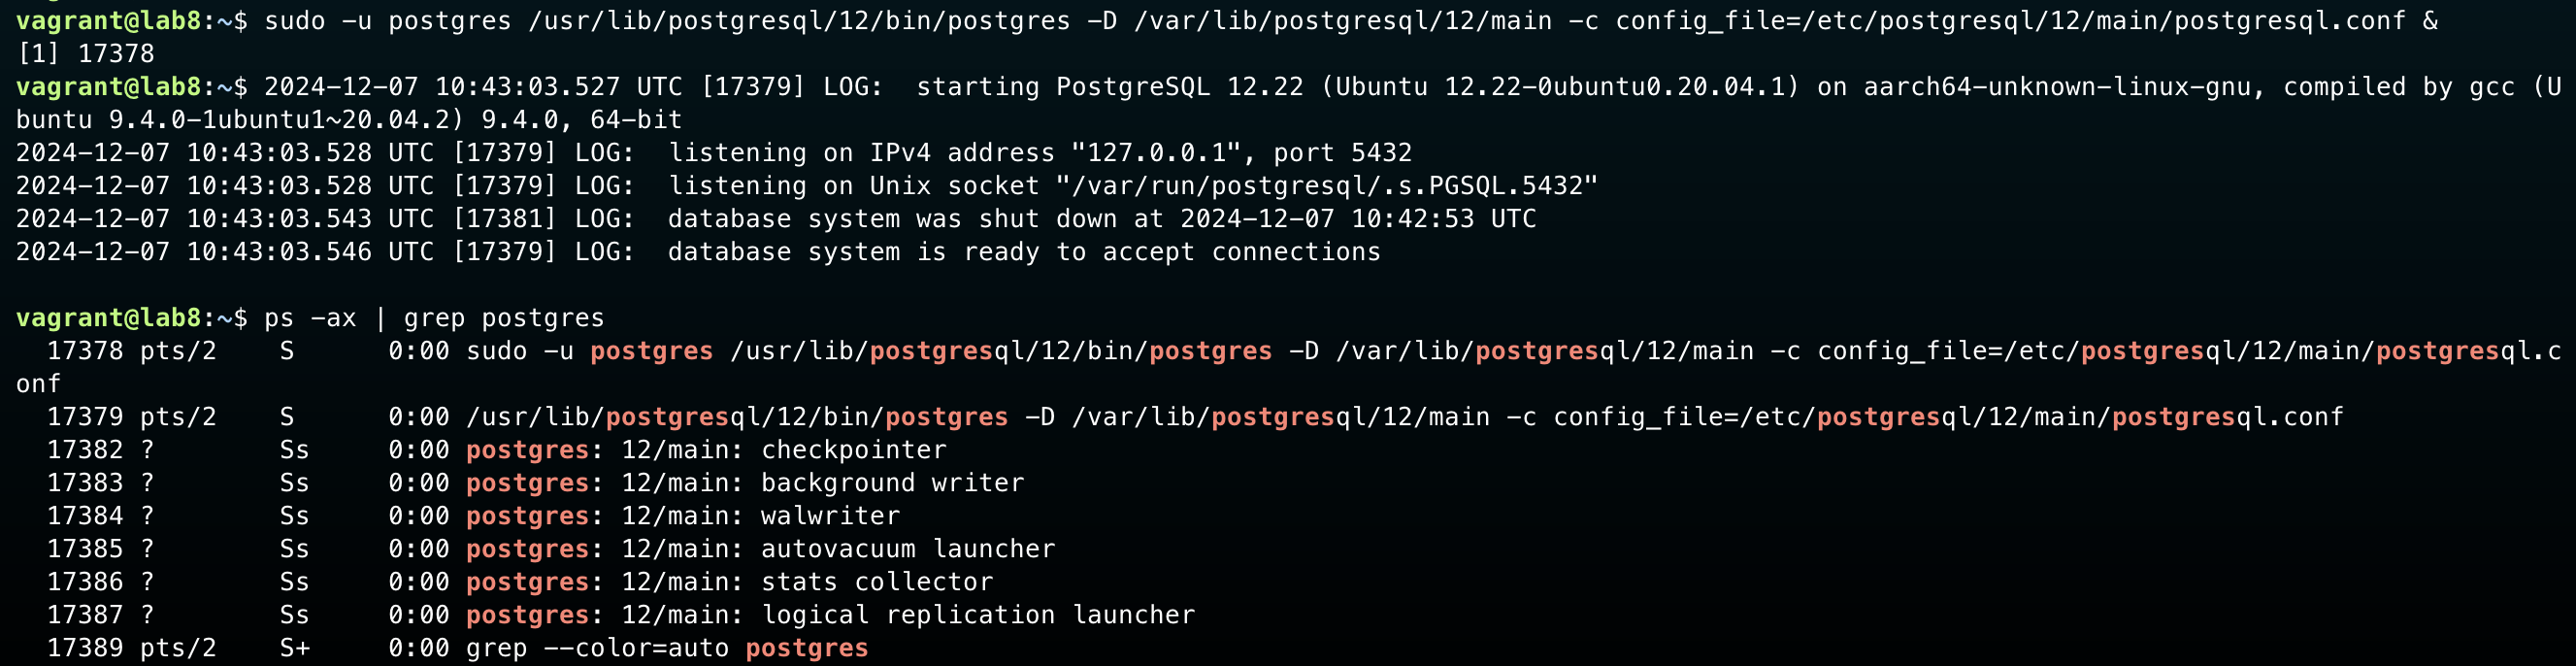 vagrant@lab8:~$ sudo -u postgres /usr/lib/postgresql/12/bin/postgres -D /var/lib/postgresql/12/main -c config_file=/etc/postgresql/12/main/postgresql.conf &
[1] 17378
vagrant@lab8:~$ 2024-12-07 10:43:03.527 UTC [17379] LOG:  starting PostgreSQL 12.22 (Ubuntu 12.22-0ubuntu0.20.04.1) on aarch64-unknown-linux-gnu, compiled by gcc (U
buntu 9.4.0-1ubuntu1~20.04.2) 9.4.0, 64-bit
2024-12-07 10:43:03.528 UTC [17379] LOG:  listening on IPv4 address "127.0.0.1", port 5432
2024-12-07 10:43:03.528 UTC [17379] LOG:  listening on Unix socket "/var/run/postgresql/.s.PGSQL.5432"
2024-12-07 10:43:03.543 UTC [17381] LOG:  database system was shut down at 2024-12-07 10:42:53 UTC
2024-12-07 10:43:03.546 UTC [17379] LOG:  database system is ready to accept connections
vagrant@lab8:~$ ps -ax | grep postgres
  17378 pts/2    S      0:00 sudo -u postgres /usr/lib/postgresql/12/bin/postgres -D /var/lib/postgresql/12/main -c config_file=/etc/postgresql/12/main/postgresql.c
onf
  17379 pts/2    S      0:00 /usr/lib/postgresql/12/bin/postgres -D /var/lib/postgresql/12/main -c config_file=/etc/postgresql/12/main/postgresql.conf
  17382 ?        Ss     0:00 postgres: 12/main: checkpointer
  17383 ?        Ss     0:00 postgres: 12/main: background writer
  17384 ?        Ss     0:00 postgres: 12/main: walwriter
  17385 ?        Ss     0:00 postgres: 12/main: autovacuum launcher
  17386 ?        Ss     0:00 postgres: 12/main: stats collector
  17387 ?        Ss     0:00 postgres: 12/main: logical replication launcher
  17389 pts/2    S+     0:00 grep --color=auto postgres